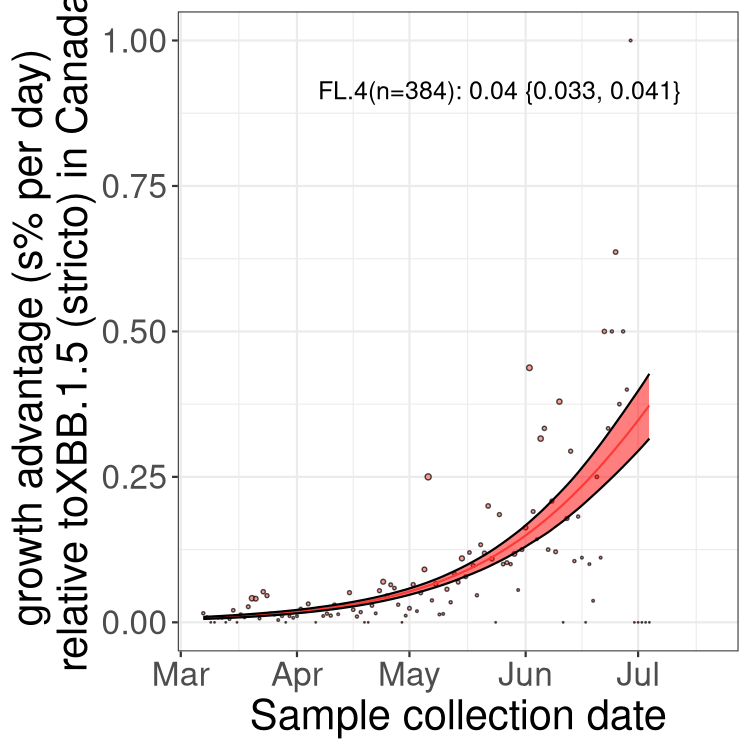 growth advantage (s% per day)
relative toXBB.1.5 (stricto) in Canada
1.00
0.75
0.50
0.25
0.00
FL.4(n=384): 0.04 {0.033, 0.041}
Mar Apr May Jun Jul
Sample collection date